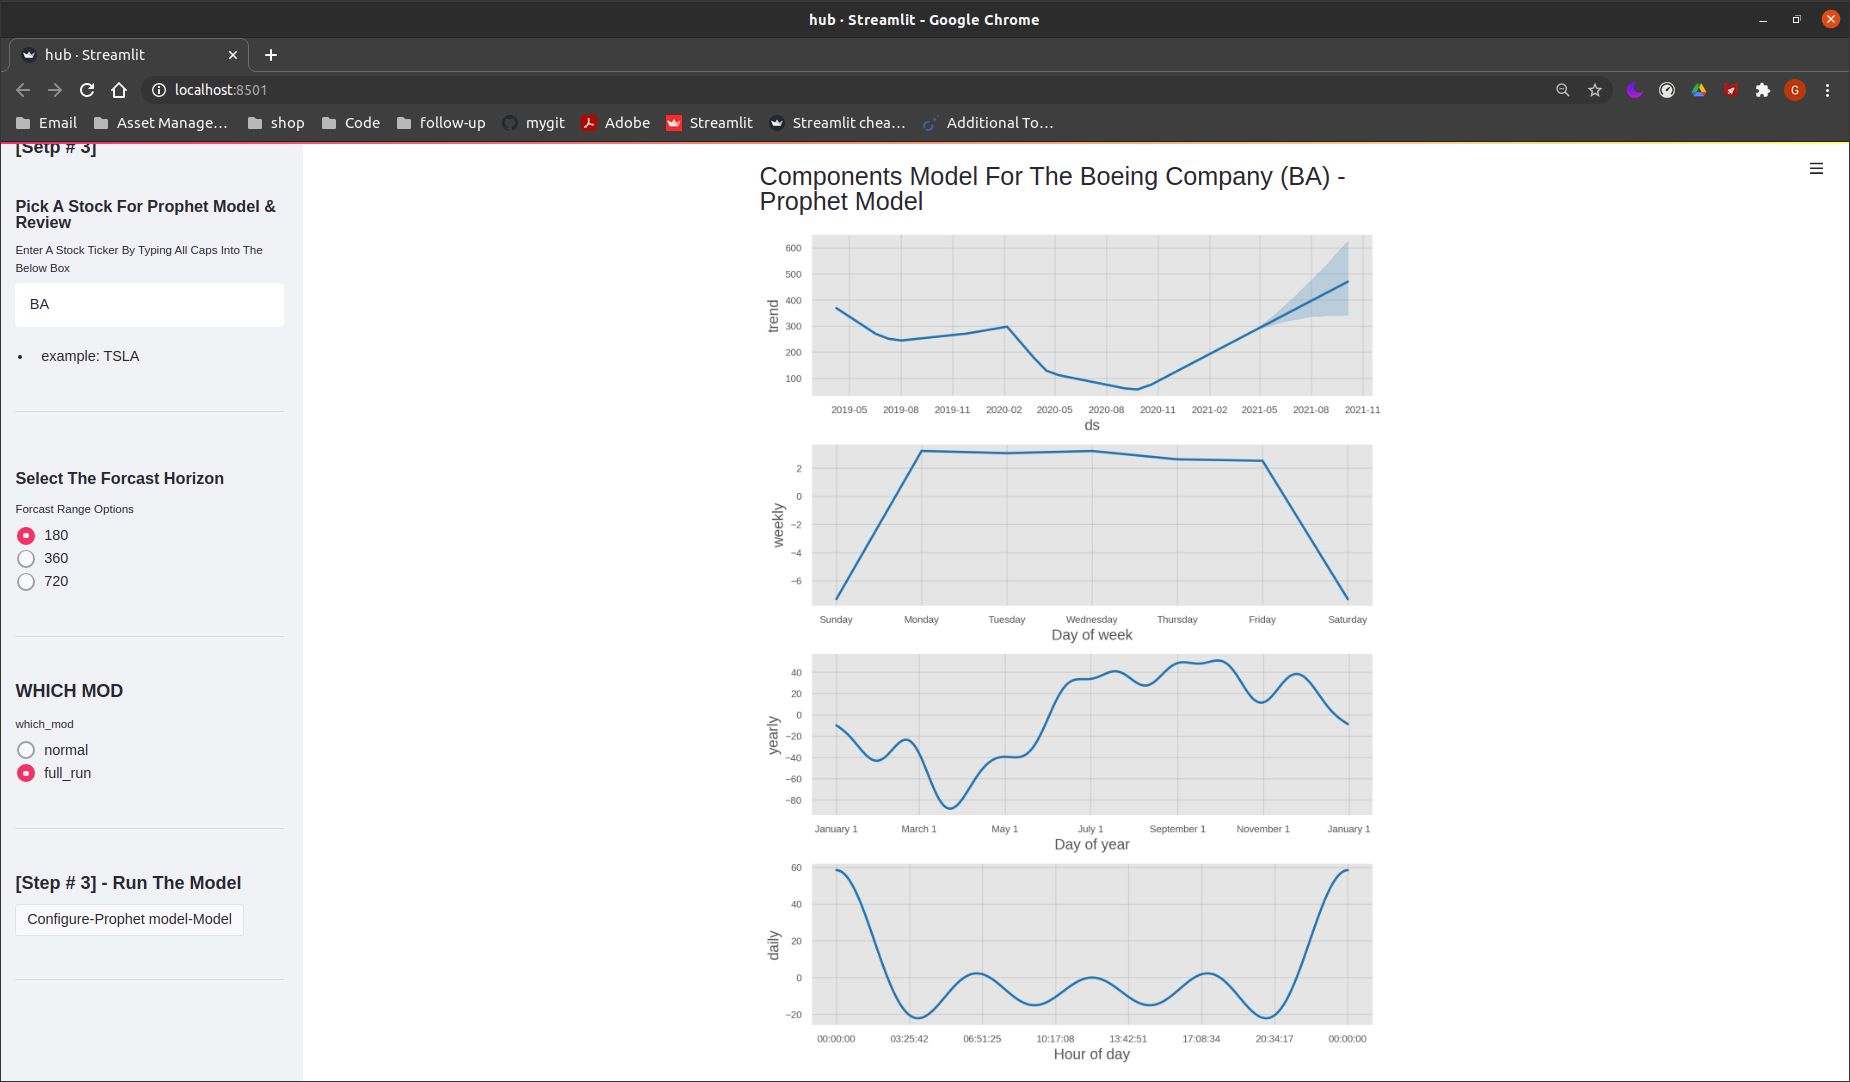 hub · Streamlit - Google Chrome
hub · Streamlit
localhost:8501
G
Email
Asset Manage...
shop
Code
follow-up
mygit
Adobe
Streamlit
Streamlit chea...
Additional To...
[Setp # 3]
Pick A Stock For Prophet Model &
Review
Enter A Stock Ticker By Typing All Caps Into The
Below Box
BA
• example: TSLA
Select The Forcast Horizon
Forcast Range Options
180
360
720
WHICH MOD
which_mod
normal
full_run
[Step # 3] - Run The Model
Configure-Prophet model-Model
Components Model For The Boeing Company (BA) -
Prophet Model
600
500
400
300
200
100
trend
2019-05 2019-08 2019-11 2020-02 2020-05 2020-08 2020-11 2021-02 2021-05 2021-08 2021-11
ds
2
0
−2
−4
−6
weekly
Sunday Monday Tuesday Wednesday Thursday Friday Saturday
Day of week
40
20
0
−20
−40
−60
−80
yearly
January 1 March 1 May 1 July 1 September 1 November 1 January 1
Day of year
60
40
20
0
−20
daily
00:00:00 03:25:42 06:51:25 10:17:08 13:42:51 17:08:34 20:34:17 00:00:00
Hour of day